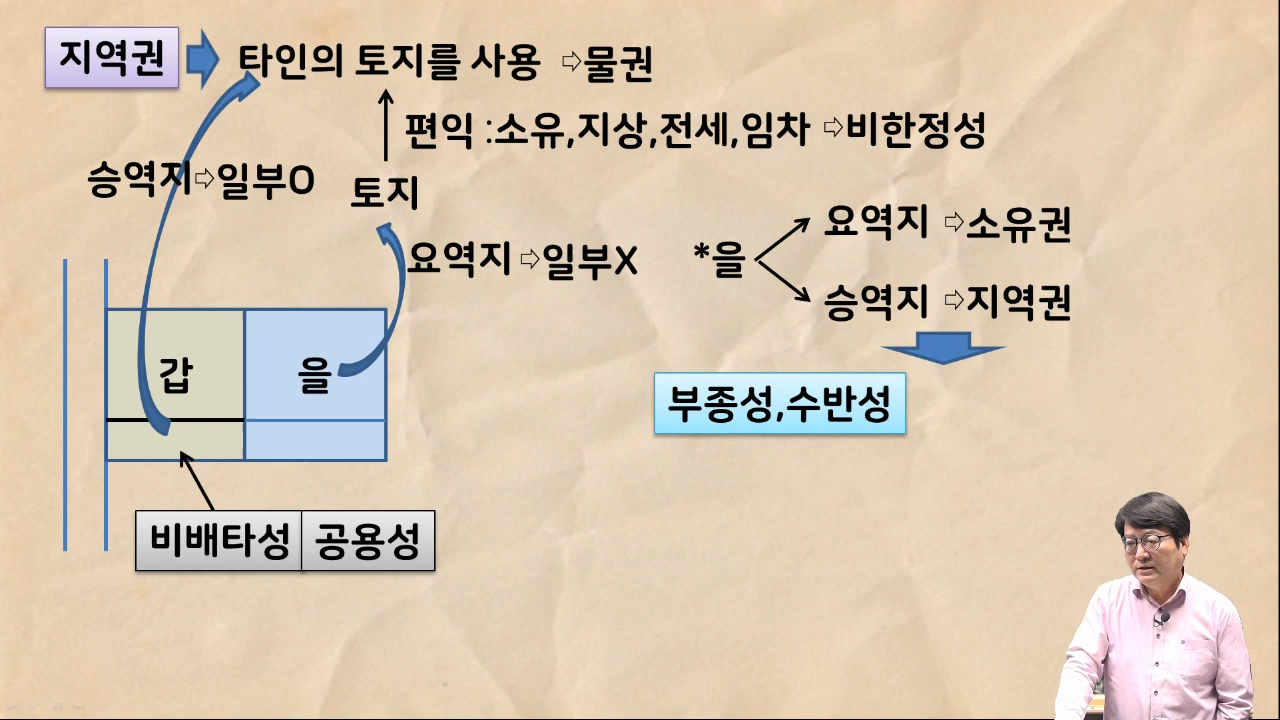 지역권 타인의 토지를 사용 ⇨물권
편익 :소유,지상,전세,임차 ⇨비한정성
승역지⇨일부O
토지
요역지⇨일부X
*을
요역지 ⇨소유권
승역지 ⇨지역권
갑 을
부종성,수반성
비배타성 공용성